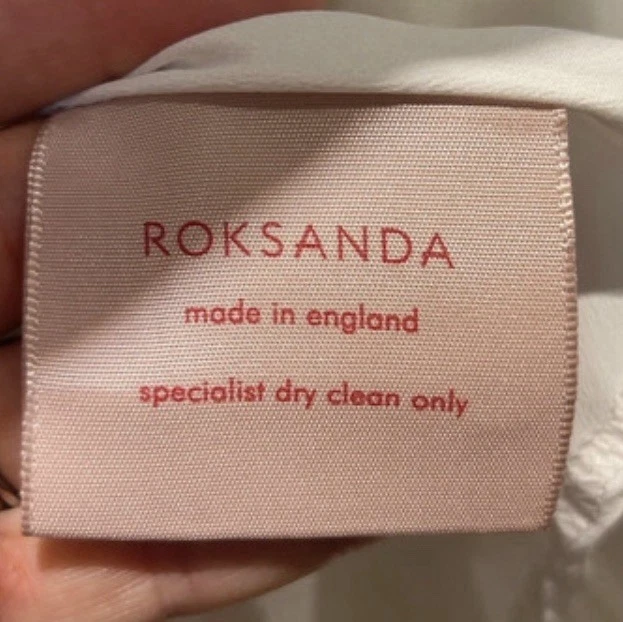 ROKSANDA
made in england
specialist dry clean only